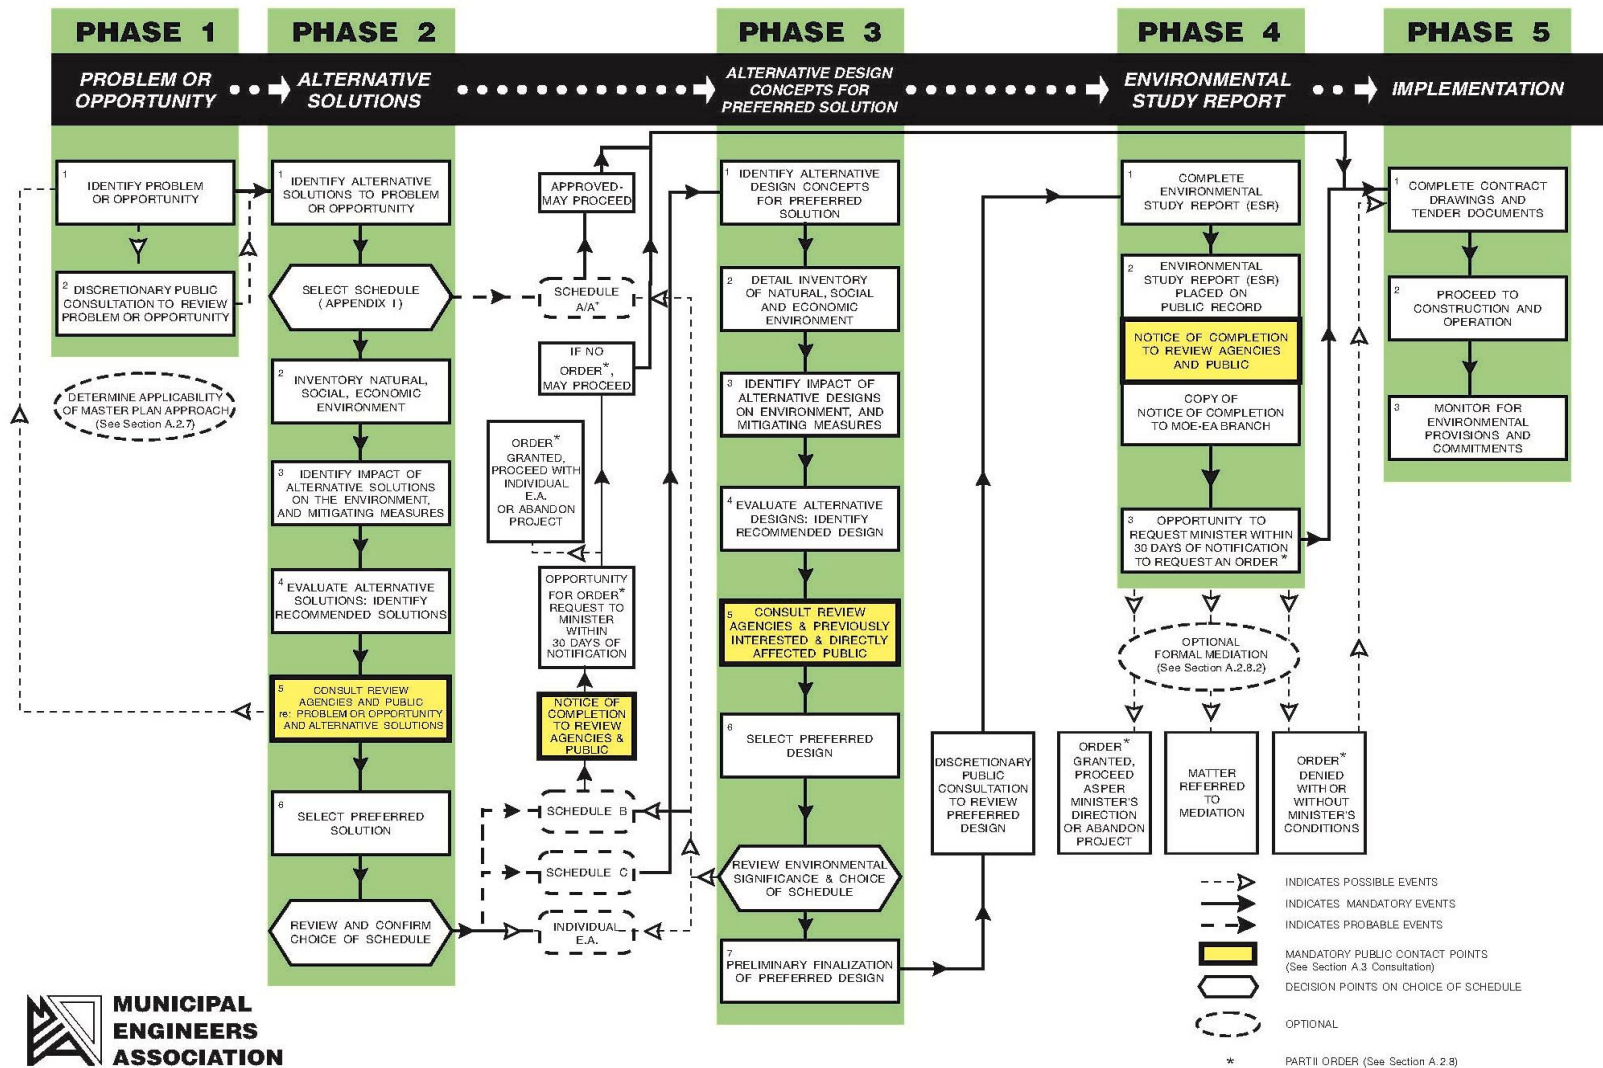 PHASE 1
PHASE 2
PHASE 3
PHASE 4
PHASE 5
PROBLEM OR
OPPORTUNITY
ALTERNATIVE
SOLUTIONS
ALTERNATIVE DESIGN
CONCEPTS FOR
PREFERRED SOLUTION
ENVIRONMENTAL
STUDY REPORT
IMPLEMENTATION
1
IDENTIFY PROBLEM
OR OPPORTUNITY
2
DISCRETIONARY PUBLIC
CONSULTATION TO REVIEW
PROBLEM OR OPPORTUNITY
DETERMINE APPLICABILITY
OF MASTER PLAN APPROACH
(See Section A.2.7)
1
IDENTIFY ALTERNATIVE
SOLUTIONS TO PROBLEM
OR OPPORTUNITY
SELECT SCHEDULE
(APPENDIX I)
2
INVENTORY NATURAL,
SOCIAL, ECONOMIC
ENVIRONMENT
3
IDENTIFY IMPACT OF
ALTERNATIVE SOLUTIONS
ON THE ENVIRONMENT,
AND MITIGATING MEASURES
4
EVALUATE ALTERNATIVE
SOLUTIONS: IDENTIFY
RECOMMENDED SOLUTIONS
5
CONSULT REVIEW
AGENCIES AND PUBLIC
re: PROBLEM OR OPPORTUNITY
AND ALTERNATIVE SOLUTIONS
6
SELECT PREFERRED
SOLUTION
REVIEW AND CONFIRM
CHOICE OF SCHEDULE
APPROVED-
MAY PROCEED
SCHEDULE
A/A+
IF NO
ORDER*,
MAY PROCEED
ORDER*
GRANTED,
PROCEED WITH
INDIVIDUAL
E.A.
OR ABANDON
PROJECT
OPPORTUNITY
FOR ORDER*
REQUEST TO
MINISTER
WITHIN
30 DAYS OF
NOTIFICATION
NOTICE OF
COMPLETION
TO REVIEW
AGENCIES &
PUBLIC
SCHEDULE B
SCHEDULE C
INDIVIDUAL
E.A.
1
IDENTIFY ALTERNATIVE
DESIGN CONCEPTS
FOR PREFERRED
SOLUTION
2
DETAIL INVENTORY
OF NATURAL, SOCIAL
AND ECONOMIC
ENVIRONMENT
3
IDENTIFY IMPACT OF
ALTERNATIVE DESIGNS
ON ENVIRONMENT, AND
MITIGATING MEASURES
4
EVALUATE ALTERNATIVE
DESIGNS: IDENTIFY
RECOMMENDED DESIGN
5
CONSULT REVIEW
AGENCIES & PREVIOUSLY
INTERESTED & DIRECTLY
AFFECTED PUBLIC
6
SELECT PREFERRED
DESIGN
REVIEW ENVIRONMENTAL
SIGNIFICANCE & CHOICE
OF SCHEDULE
7
PRELIMINARY FINALIZATION
OF PREFERRED DESIGN
DISCRETIONARY
PUBLIC
CONSULTATION
TO REVIEW
PREFERRED
DESIGN
1
COMPLETE
ENVIRONMENTAL
STUDY REPORT (ESR)
2
ENVIRONMENTAL
STUDY REPORT (ESR)
PLACED ON
PUBLIC RECORD
NOTICE OF COMPLETION
TO REVIEW AGENCIES
AND PUBLIC
COPY OF
NOTICE OF COMPLETION
TO MOE-EA BRANCH
3
OPPORTUNITY TO
REQUEST MINISTER WITHIN
30 DAYS OF NOTIFICATION
TO REQUEST AN ORDER*
OPTIONAL
FORMAL MEDIATION
(See Section A.2.8.2)
ORDER*
GRANTED,
PROCEED
ASPER
MINISTER'S
DIRECTION
OR ABANDON
PROJECT
MATTER
REFERRED
TO
MEDIATION
ORDER*
DENIED
WITH OR
WITHOUT
MINISTER'S
CONDITIONS
1
COMPLETE CONTRACT
DRAWINGS AND
TENDER DOCUMENTS
2
PROCEED TO
CONSTRUCTION AND
OPERATION
3
MONITOR FOR
ENVIRONMENTAL
PROVISIONS AND
COMMITMENTS
INDICATES POSSIBLE EVENTS
INDICATES MANDATORY EVENTS
INDICATES PROBABLE EVENTS
MANDATORY PUBLIC CONTACT POINTS
(See Section A.3 Consultation)
DECISION POINTS ON CHOICE OF SCHEDULE
OPTIONAL
* PART II ORDER (See Section A.2.8)
MUNICIPAL
ENGINEERS
ASSOCIATION